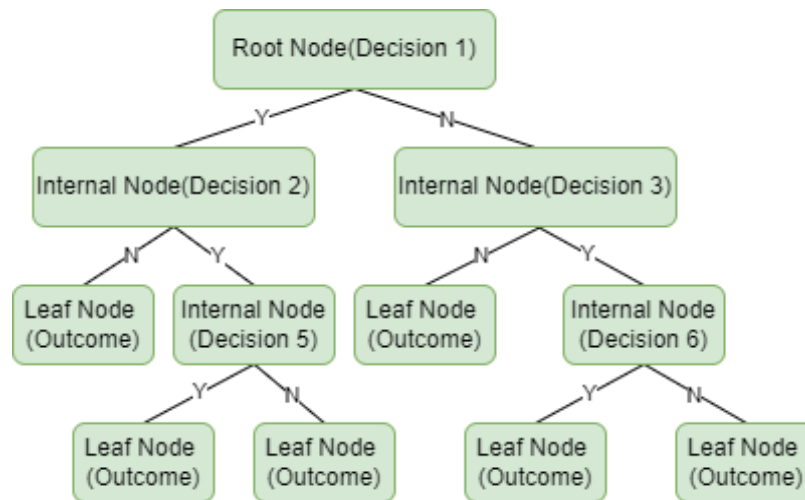 Root Node(Decision 1)
Y
N
Internal Node(Decision 2)
Internal Node(Decision 3)
N
Y
N
Y
Leaf Node
(Outcome)
Internal Node
(Decision 5)
Leaf Node
(Outcome)
Internal Node
(Decision 6)
Y
N
Y
N
Leaf Node
(Outcome)
Leaf Node
(Outcome)
Leaf Node
(Outcome)
Leaf Node
(Outcome)